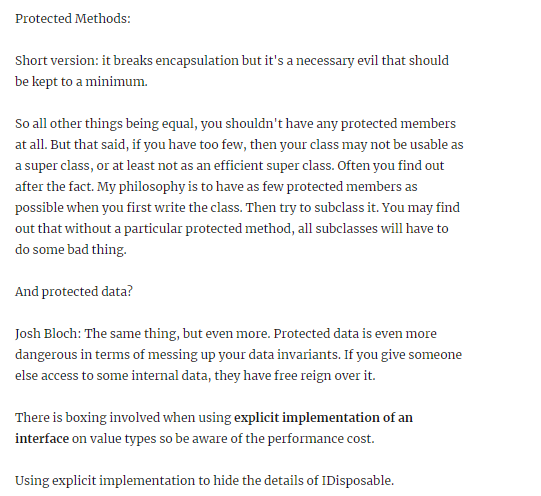 Protected Methods:
Short version: it breaks encapsulation but it's a necessary evil that should
be kept to a minimum.
So all other things being equal, you shouldn't have any protected members
at all. But that said, if you have too few, then your class may not be usable as
a super class, or at least not as an efficient super class. Often you find out
after the fact. My philosophy is to have as few protected members as
possible when you first write the class. Then try to subclass it. You may find
out that without a particular protected method, all subclasses will have to
do some bad thing.
And protected data?
Josh Bloch: The same thing, but even more. Protected data is even more
dangerous in terms of messing up your data invariants. If you give someone
else access to some internal data, they have free reign over it.
There is boxing involved when using explicit implementation of an
interface on value types so be aware of the performance cost.
Using explicit implementation to hide the details of IDisposable.